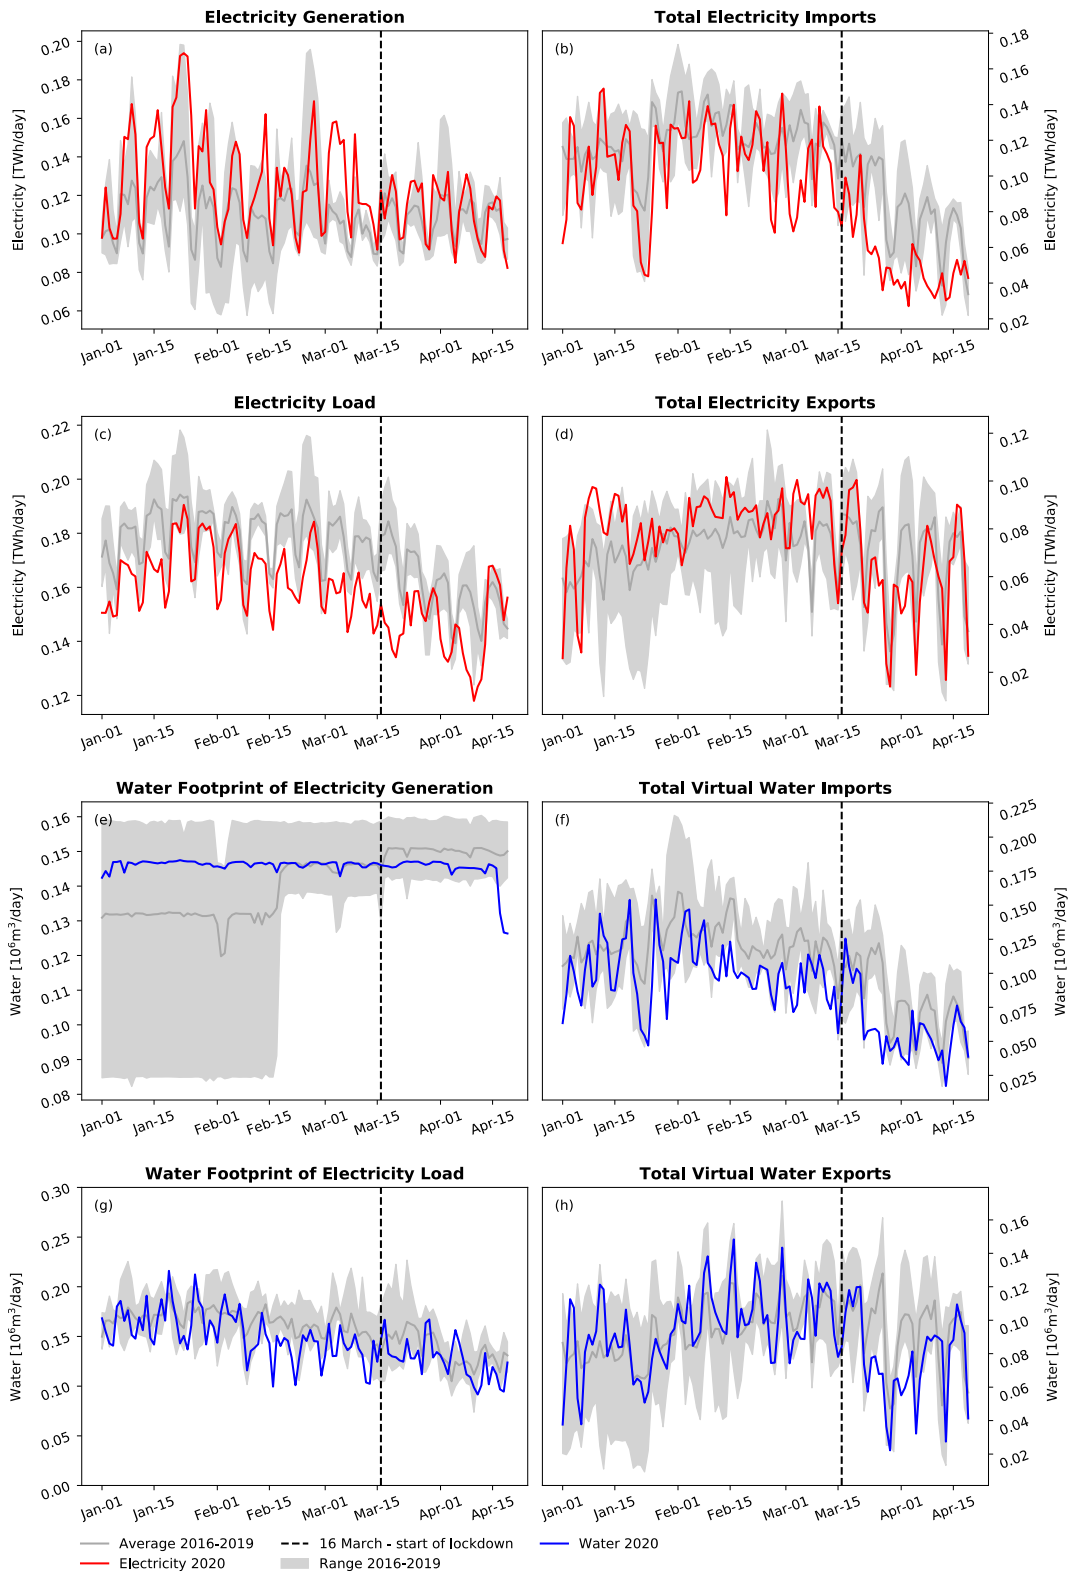 Electricity Generation
(a)
Electricity [TWh/day]
0.20
0.18
0.16
0.14
0.12
0.10
0.08
0.06
Jan-01
Jan-15
Feb-01
Feb-15
Mar-01
Mar-15
Apr-01
Apr-15
Total Electricity Imports
(b)
Electricity [TWh/day]
0.18
0.16
0.14
0.12
0.10
0.08
0.06
0.04
0.02
Jan-01
Jan-15
Feb-01
Feb-15
Mar-01
Mar-15
Apr-01
Apr-15
Electricity Load
(c)
Electricity [TWh/day]
0.22
0.20
0.18
0.16
0.14
0.12
Jan-01
Jan-15
Feb-01
Feb-15
Mar-01
Mar-15
Apr-01
Apr-15
Total Electricity Exports
(d)
Electricity [TWh/day]
0.12
0.10
0.08
0.06
0.04
0.02
Jan-01
Jan-15
Feb-01
Feb-15
Mar-01
Mar-15
Apr-01
Apr-15
Water Footprint of Electricity Generation
(e)
Water [10⁶m³/day]
0.16
0.15
0.14
0.13
0.12
0.11
0.10
0.09
0.08
Jan-01
Jan-15
Feb-01
Feb-15
Mar-01
Mar-15
Apr-01
Apr-15
Total Virtual Water Imports
(f)
Water [10⁶m³/day]
0.225
0.200
0.175
0.150
0.125
0.100
0.075
0.050
0.025
Jan-01
Jan-15
Feb-01
Feb-15
Mar-01
Mar-15
Apr-01
Apr-15
Water Footprint of Electricity Load
(g)
Water [10⁶m³/day]
0.30
0.25
0.20
0.15
0.10
0.05
0.00
Jan-01
Jan-15
Feb-01
Feb-15
Mar-01
Mar-15
Apr-01
Apr-15
Total Virtual Water Exports
(h)
Water [10⁶m³/day]
0.16
0.14
0.12
0.10
0.08
0.06
0.04
0.02
Jan-01
Jan-15
Feb-01
Feb-15
Mar-01
Mar-15
Apr-01
Apr-15
Average 2016-2019
16 March - start of lockdown
Water 2020
Electricity 2020
Range 2016-2019